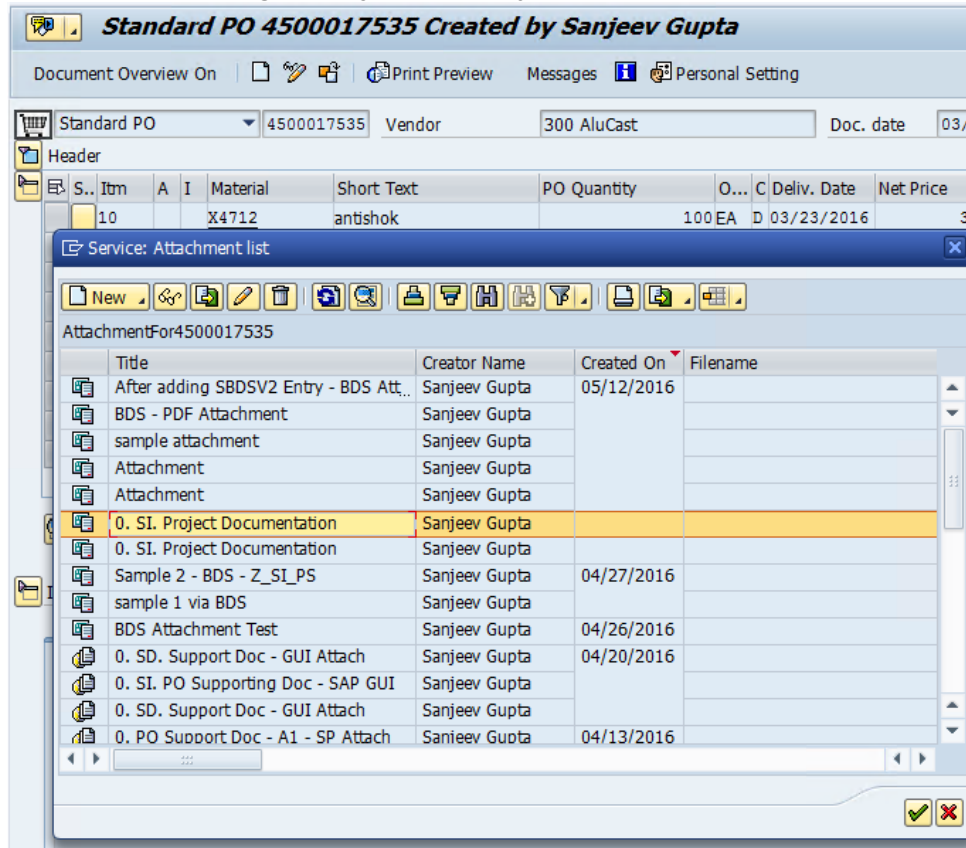 Standard PO 4500017535 Created by Sanjeev Gupta
Document Overview On Print Preview Messages Personal Setting
Standard PO 4500017535 Vendor 300 AluCast Doc. date 03/
Header
S.. Itm A I Material Short Text PO Quantity O... C Deliv. Date Net Price
10 X4712 antishok 100 EA D 03/23/2016 3
Service: Attachment list
New
AttachmentFor4500017535
Title Creator Name Created On Filename
After adding SBDSV2 Entry - BDS Att... Sanjeev Gupta 05/12/2016
BDS - PDF Attachment Sanjeev Gupta
sample attachment Sanjeev Gupta
Attachment Sanjeev Gupta
Attachment Sanjeev Gupta
0. SI. Project Documentation Sanjeev Gupta
0. SI. Project Documentation Sanjeev Gupta
Sample 2 - BDS - Z_SI_PS Sanjeev Gupta 04/27/2016
sample 1 via BDS Sanjeev Gupta
BDS Attachment Test Sanjeev Gupta 04/26/2016
0. SD. Support Doc - GUI Attach Sanjeev Gupta 04/20/2016
0. SI. PO Supporting Doc - SAP GUI Sanjeev Gupta
0. SD. Support Doc - GUI Attach Sanjeev Gupta
0. PO Support Doc - A1 - SP Attach Sanjeev Gupta 04/13/2016